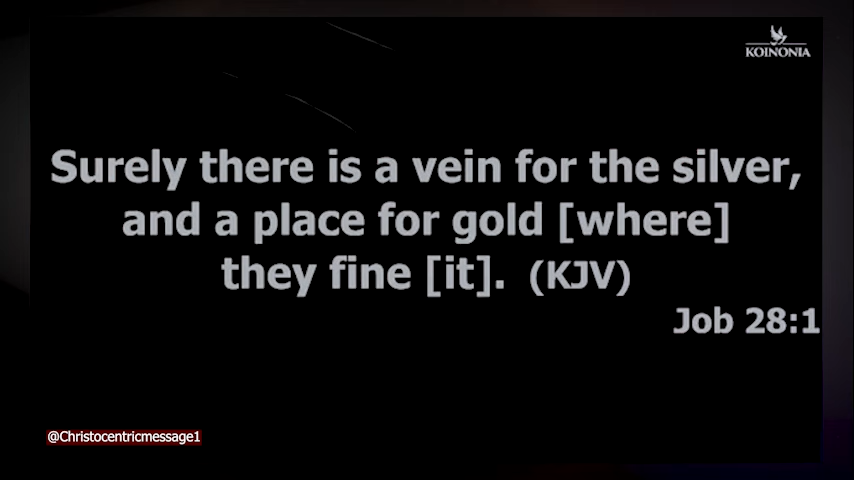 KOINONIA
Surely there is a vein for the silver,
and a place for gold [where]
they fine [it]. (KJV)
Job 28:1
@Christocentricmessage1